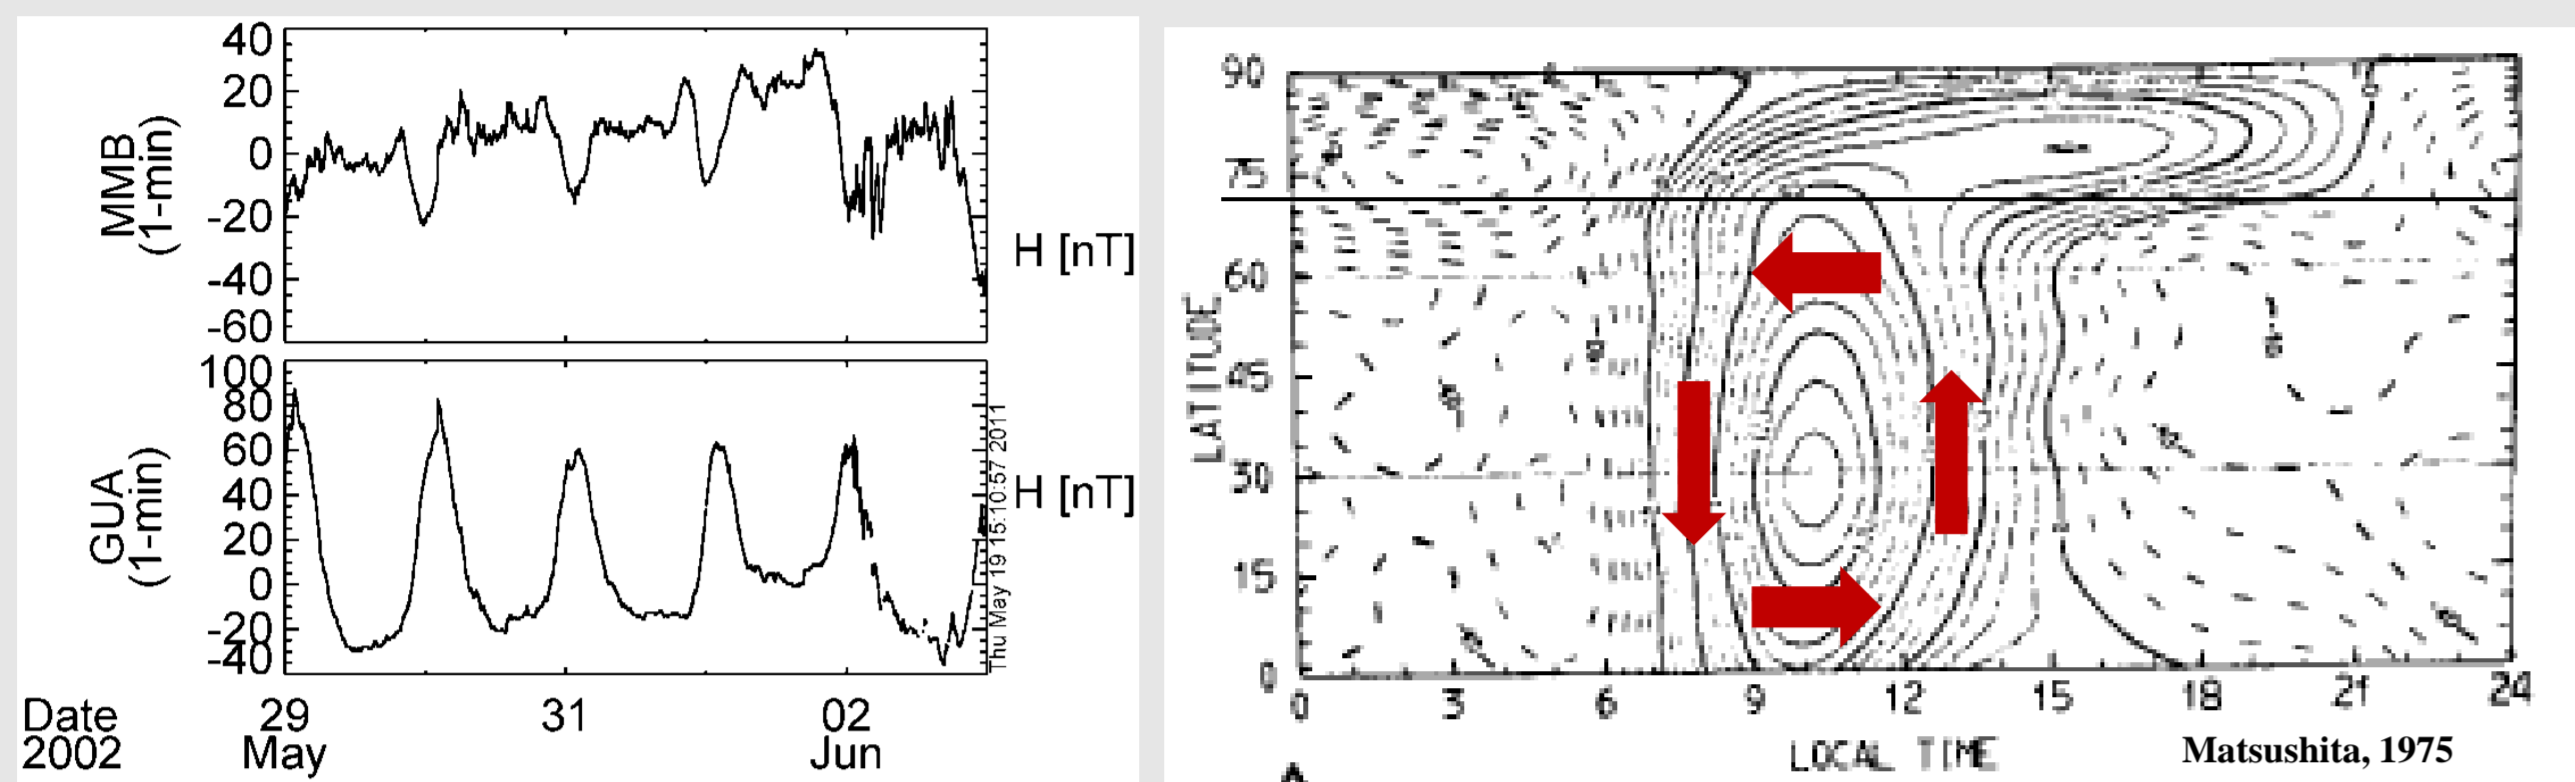 40
20
0
-20
-40
-60
MMB
(1-min)
H [nT]
100
80
60
40
20
0
-20
-40
GUA
(1-min)
H [nT]
Thu May 19 15:10:57 2011
Date 29 31 02
2002 May Jun
90
75
60
45
30
15
0
LATITUDE
0 3 6 9 12 15 18 21 24
LOCAL TIME
Matsushita, 1975